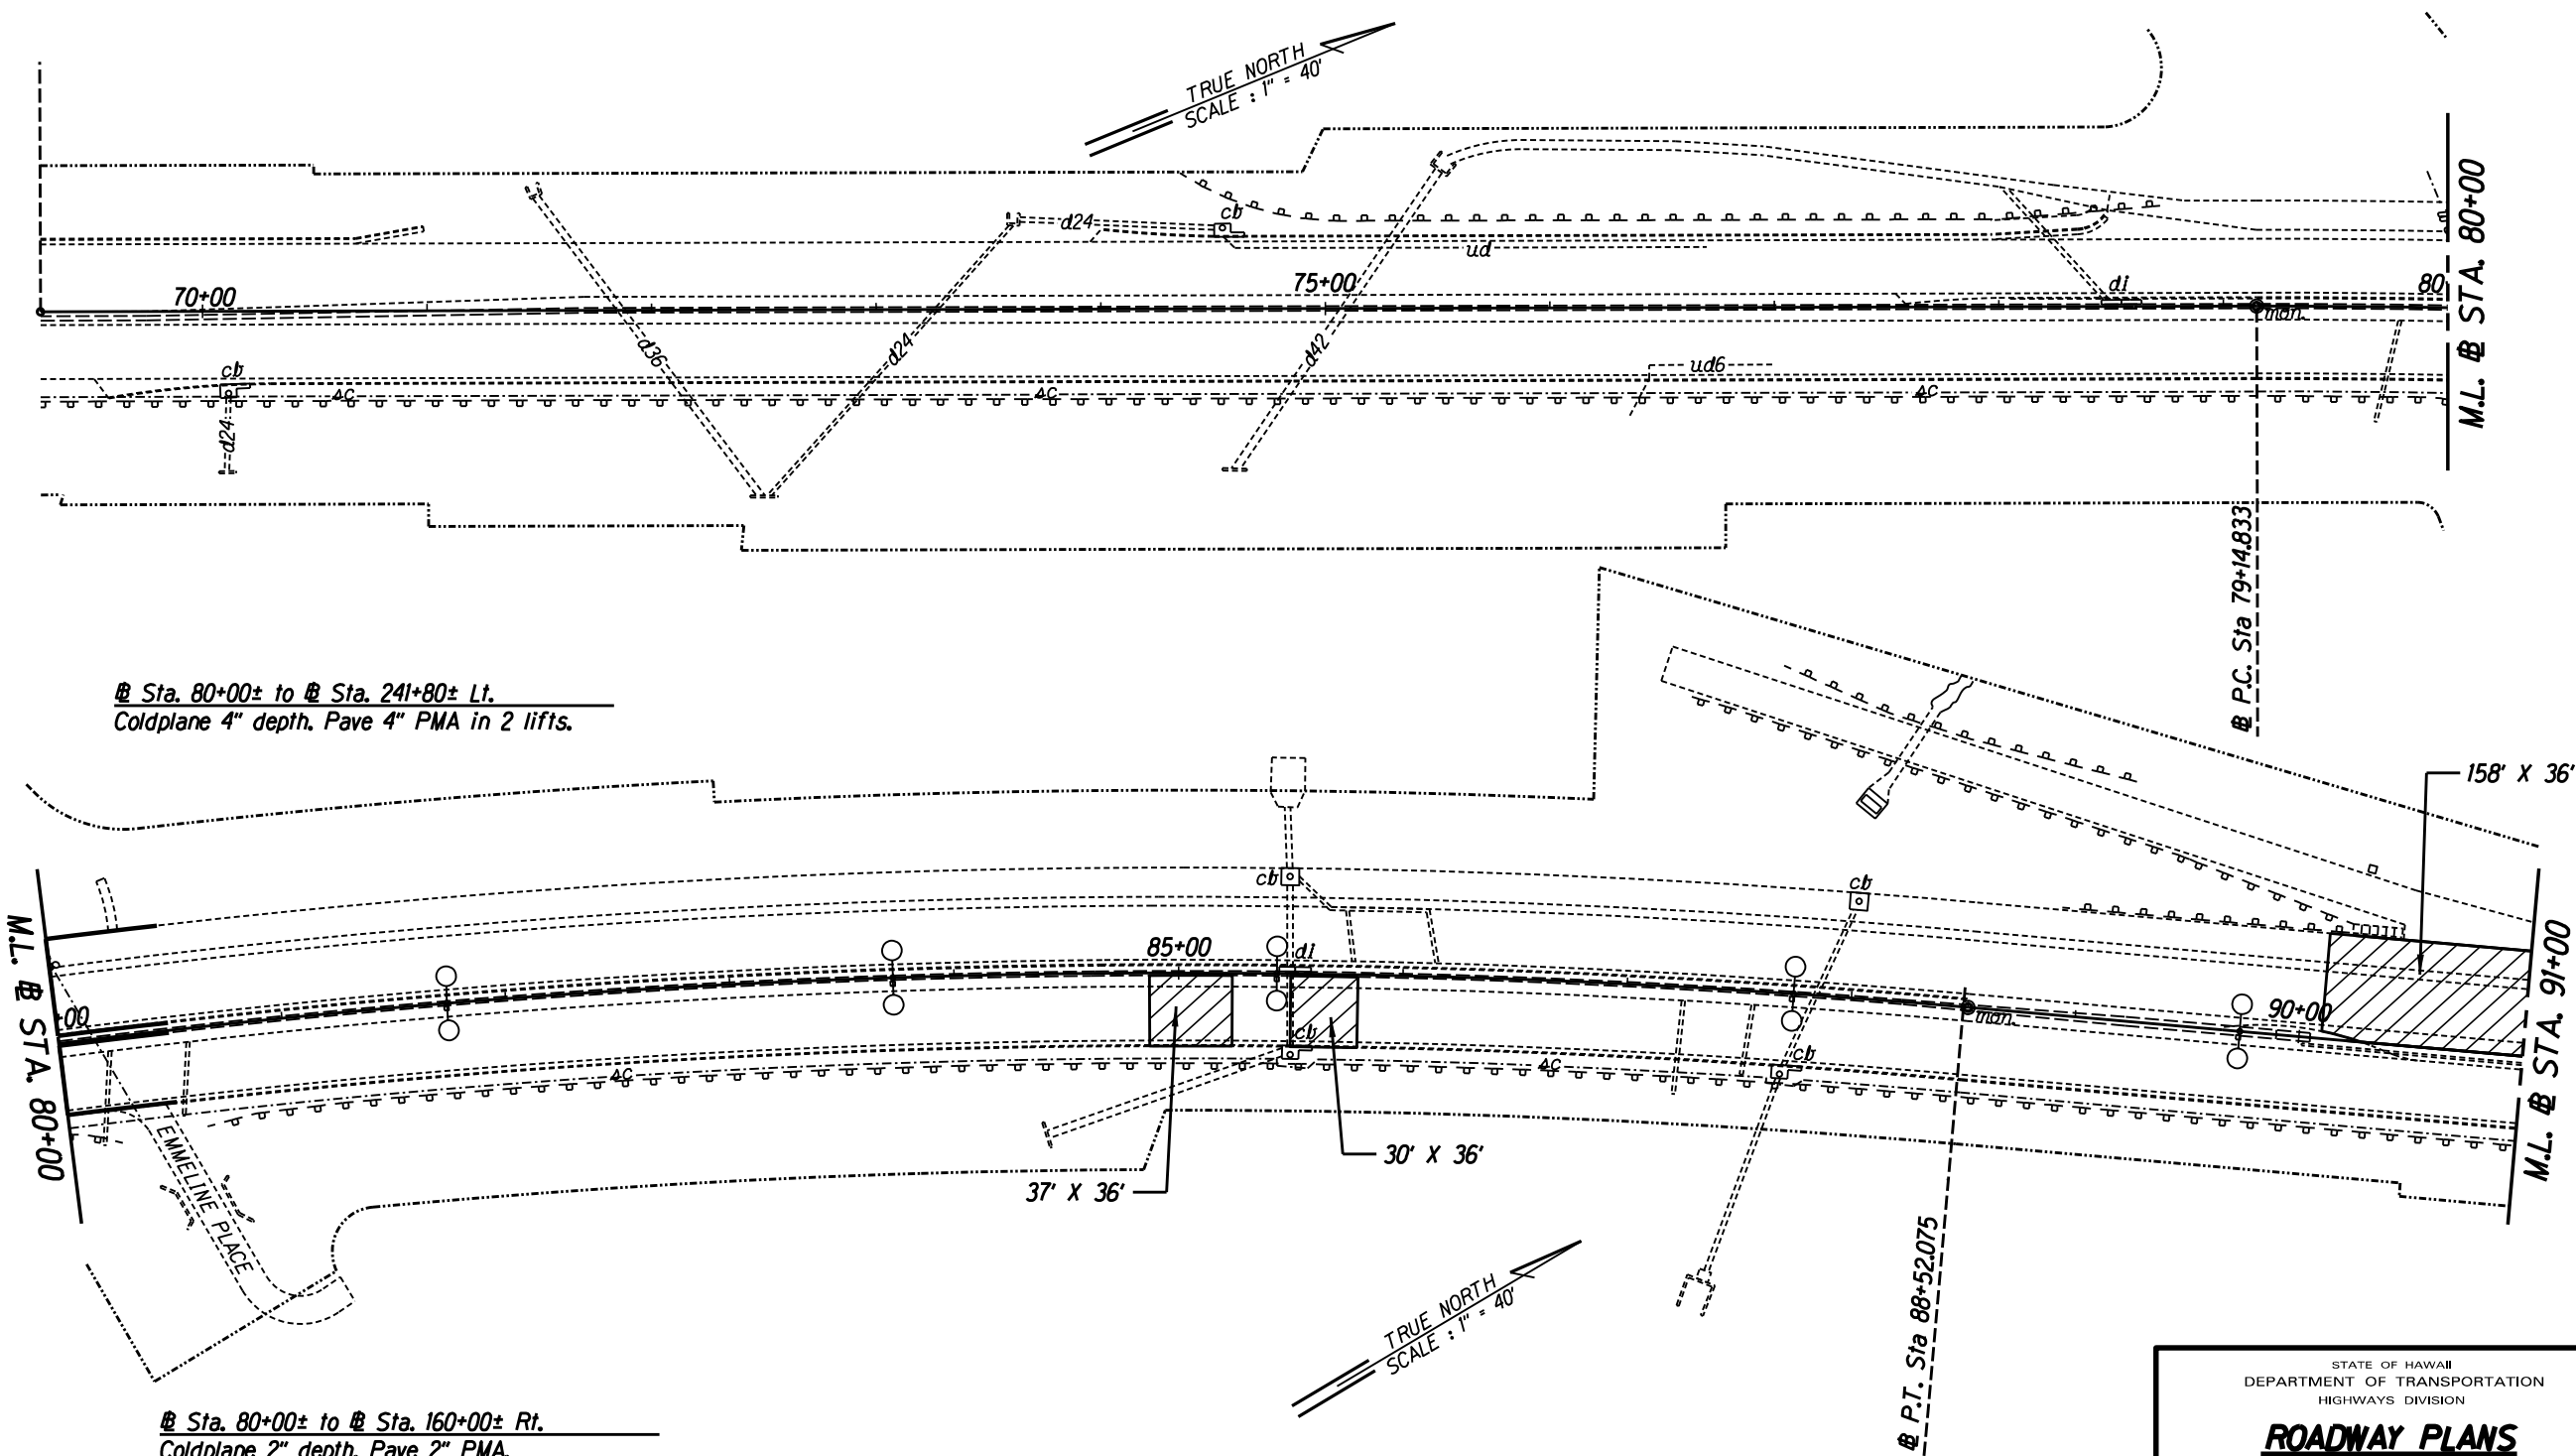 TRUE NORTH
SCALE : 1" = 40'
M.L. B STA. 80+00
cb
d24
ud
70+00
75+00
di
80
mon.
d36
d24
d42
ud6
cb
AC
AC
AC
d24
B P.C. Sta 79+14.833
B Sta. 80+00± to B Sta. 241+80± Lt.
Coldplane 4" depth. Pave 4" PMA in 2 lifts.
158' X 36'
cb
cb
M.L. B STA. 80+00
+00
85+00
di
90+00
mon.
M.L. B STA. 91+00
cb
cb
AC
AC
EMMELINE PLACE
30' X 36'
37' X 36'
B P.T. Sta 88+52.075
TRUE NORTH
SCALE : 1" = 40'
STATE OF HAWAII
DEPARTMENT OF TRANSPORTATION
HIGHWAYS DIVISION
ROADWAY PLANS
B Sta. 80+00± to B Sta. 160+00± Rt.
Coldplane 2" depth. Pave 2" PMA.